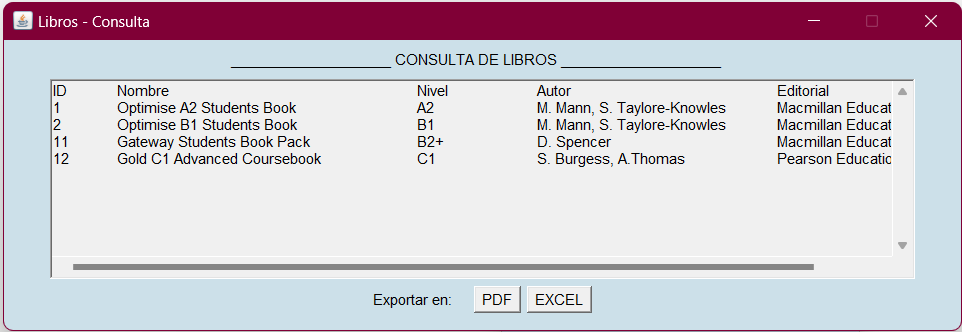 Libros - Consulta
____________________ CONSULTA DE LIBROS ____________________
ID Nombre Nivel Autor Editorial
1 Optimise A2 Students Book A2 M. Mann, S. Taylore-Knowles Macmillan Educat
2 Optimise B1 Students Book B1 M. Mann, S. Taylore-Knowles Macmillan Educat
11 Gateway Students Book Pack B2+ D. Spencer Macmillan Educat
12 Gold C1 Advanced Coursebook C1 S. Burgess, A.Thomas Pearson Educatio
Exportar en: PDF EXCEL